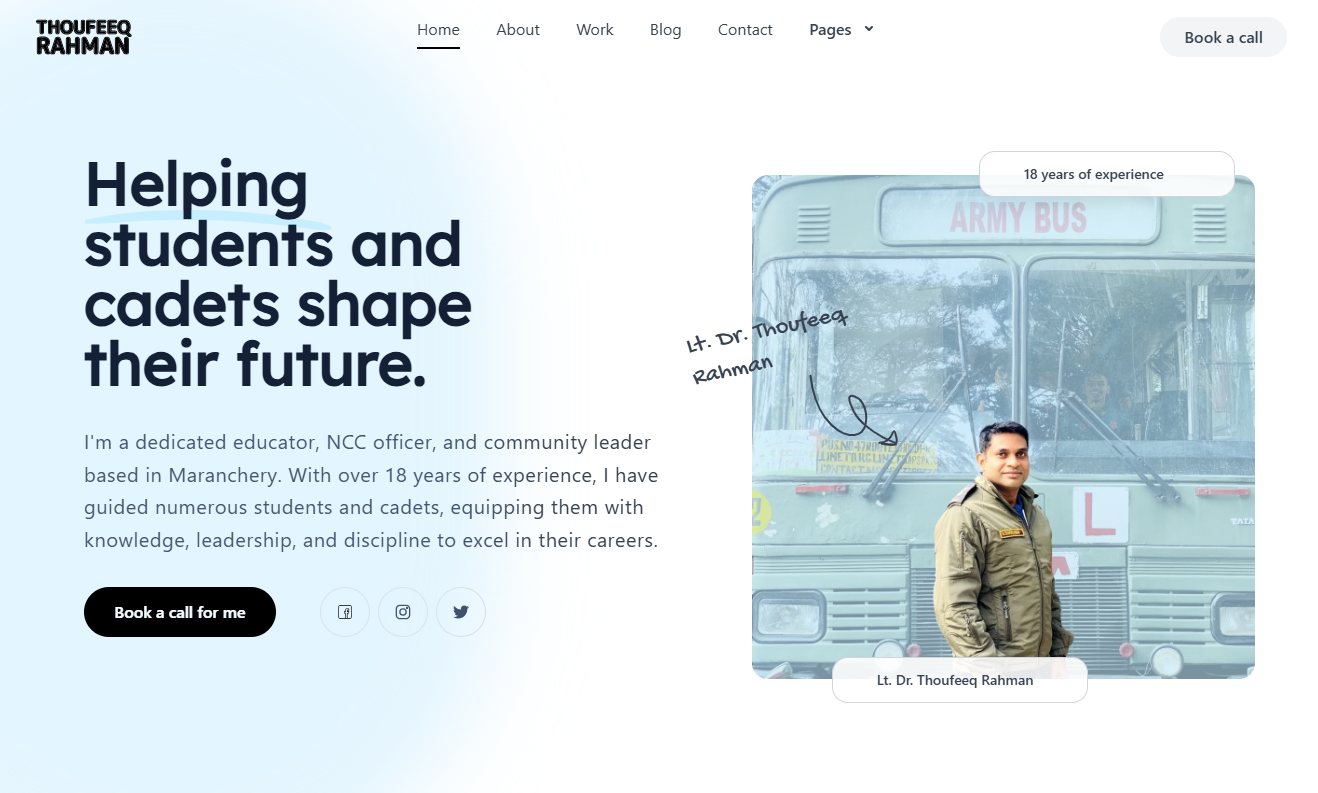 THOUFEEQ
RAHMAN
Home About Work Blog Contact Pages
Book a call
Helping
students and
cadets shape
their future.
I'm a dedicated educator, NCC officer, and community leader
based in Maranchery. With over 18 years of experience, I have
guided numerous students and cadets, equipping them with
knowledge, leadership, and discipline to excel in their careers.
Book a call for me
18 years of experience
ARMY BUS
Lt. Dr. Thoufeeq
Rahman
L
TATA
Lt. Dr. Thoufeeq Rahman